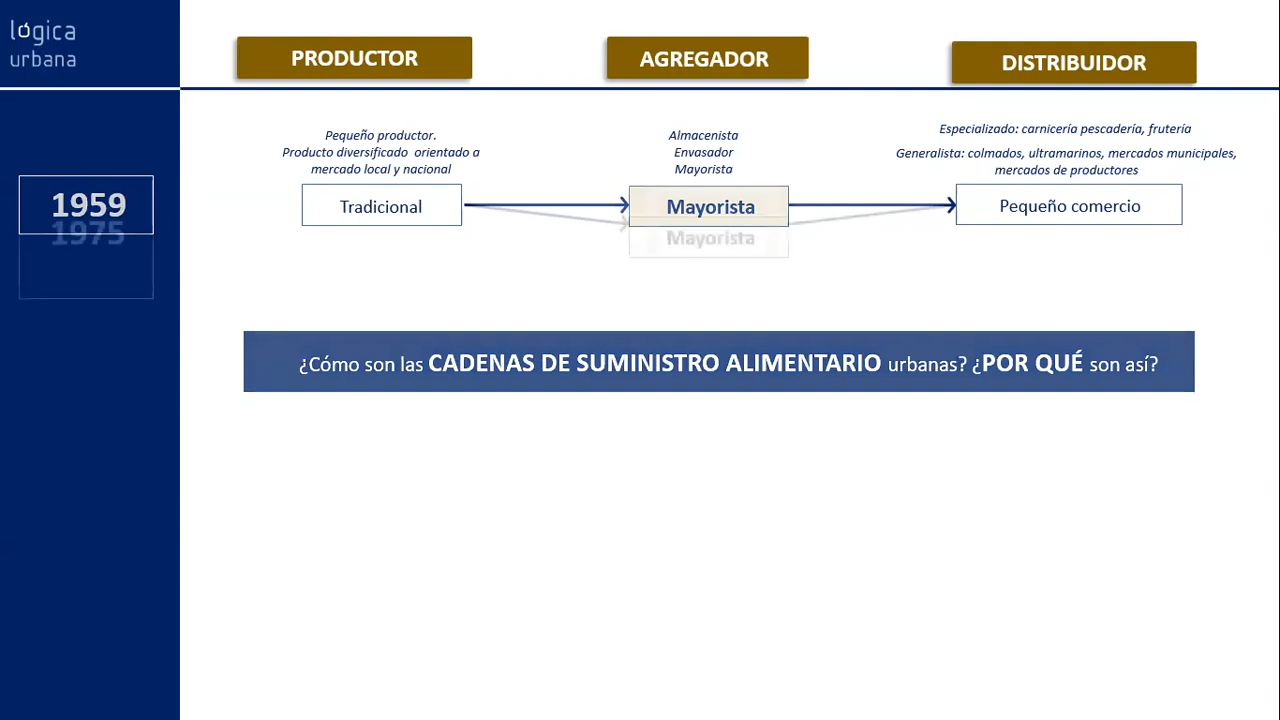 lógica
urbana
PRODUCTOR
AGREGADOR
DISTRIBUIDOR
Pequeño productor.
Producto diversificado orientado a
mercado local y nacional
Almacenista
Envasador
Mayorista
Especializado: carnicería pescadería, frutería
Generalista: colmados, ultramarinos, mercados municipales,
mercados de productores
1959
1975
Tradicional
Mayorista
Mayorista
Pequeño comercio
¿Cómo son las CADENAS DE SUMINISTRO ALIMENTARIO urbanas? ¿POR QUÉ son así?